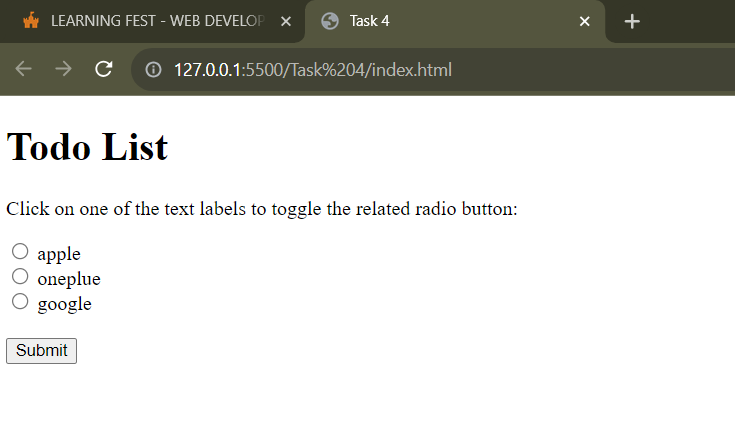 LEARNING FEST - WEB DEVELOP
Task 4
127.0.0.1:5500/Task%204/index.html
Todo List
Click on one of the text labels to toggle the related radio button:
apple
oneplue
google
Submit